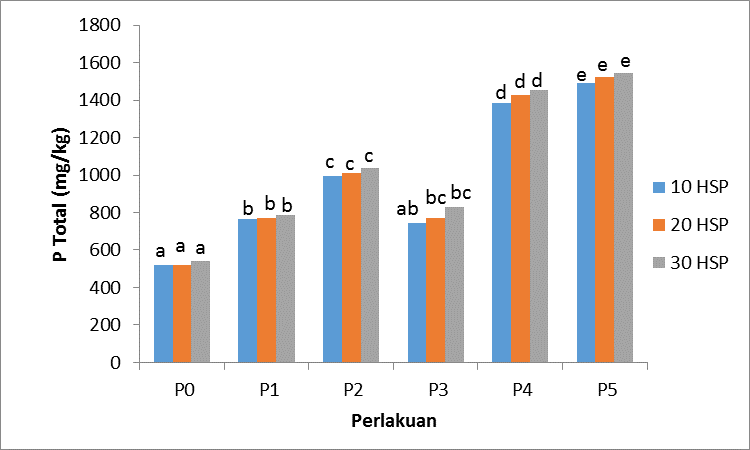 1800
1600
1400
1200
1000
800
600
400
200
0
P Total (mg/kg)
a a a
b b b
c c c
ab bc bc
d d d
e e e
P0 P1 P2 P3 P4 P5
Perlakuan
10 HSP
20 HSP
30 HSP